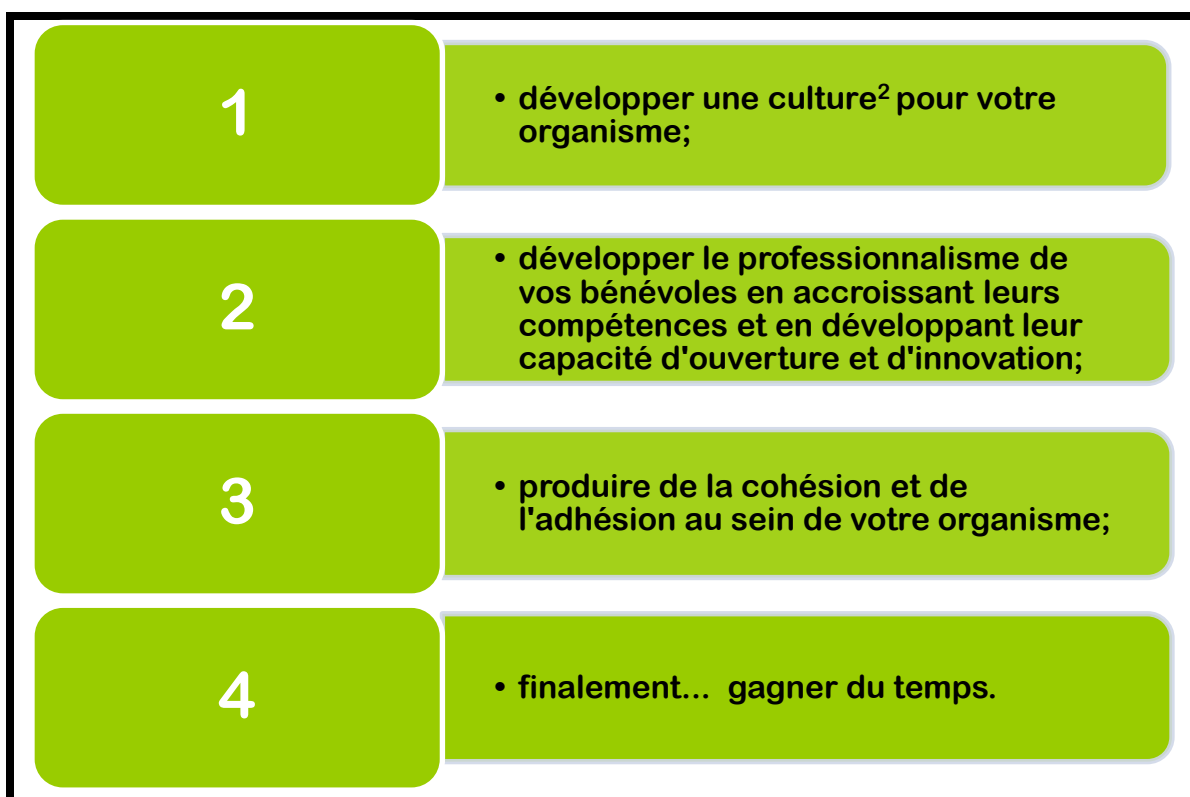 1
• développer une culture² pour votre
organisme;
2
• développer le professionnalisme de
vos bénévoles en accroissant leurs
compétences et en développant leur
capacité d'ouverture et d'innovation;
3
• produire de la cohésion et de
l'adhésion au sein de votre organisme;
4
• finalement... gagner du temps.